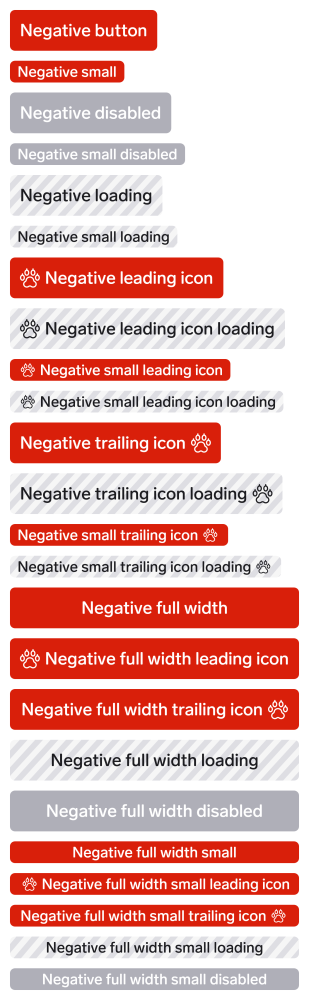 Negative button
Negative small
Negative disabled
Negative small disabled
Negative loading
Negative small loading
Negative leading icon
Negative leading icon loading
Negative small leading icon
Negative small leading icon loading
Negative trailing icon
Negative trailing icon loading
Negative small trailing icon
Negative small trailing icon loading
Negative full width
Negative full width leading icon
Negative full width trailing icon
Negative full width loading
Negative full width disabled
Negative full width small
Negative full width small leading icon
Negative full width small trailing icon
Negative full width small loading
Negative full width small disabled